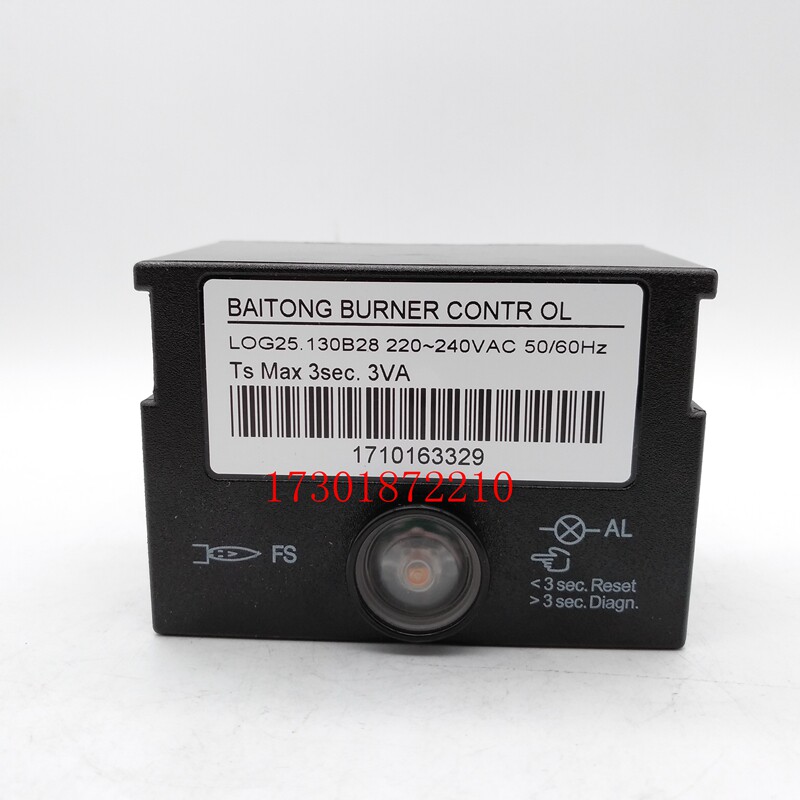 BAITONG BURNER CONTR OL
LOG25.130B28 220~240VAC 50/60Hz
Ts Max 3sec. 3VA
1710163329
17301872210
FS
AL
< 3 sec. Reset
> 3 sec. Diagn.